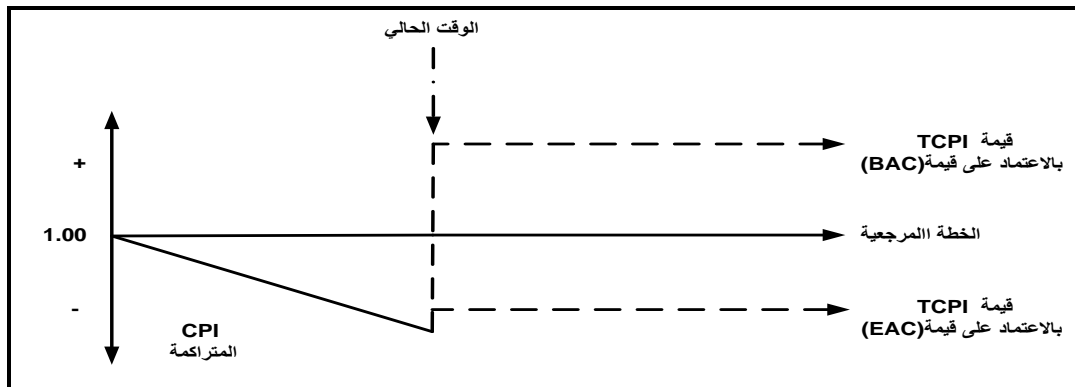 الوقت الحالي
قيمة TCPI
بالاعتماد على قيمة(BAC)
+
1.00
الخطة االمرجعية
-
قيمة TCPI
بالاعتماد على قيمة(EAC)
CPI
المتراكمة